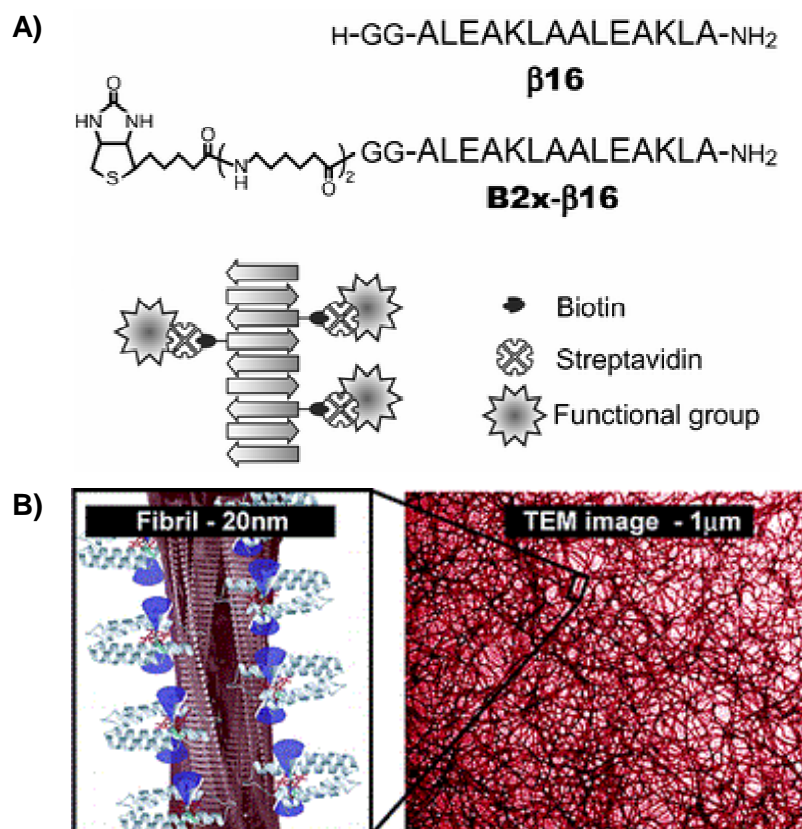 A)
H-GG-ALEAKLAALEAKLA-NH2
β16
O
HN NH
S
O
N
H
O
2
GG-ALEAKLAALEAKLA-NH2
B2x-β16
Biotin
Streptavidin
Functional group
B)
Fibril - 20nm
TEM image - 1μm